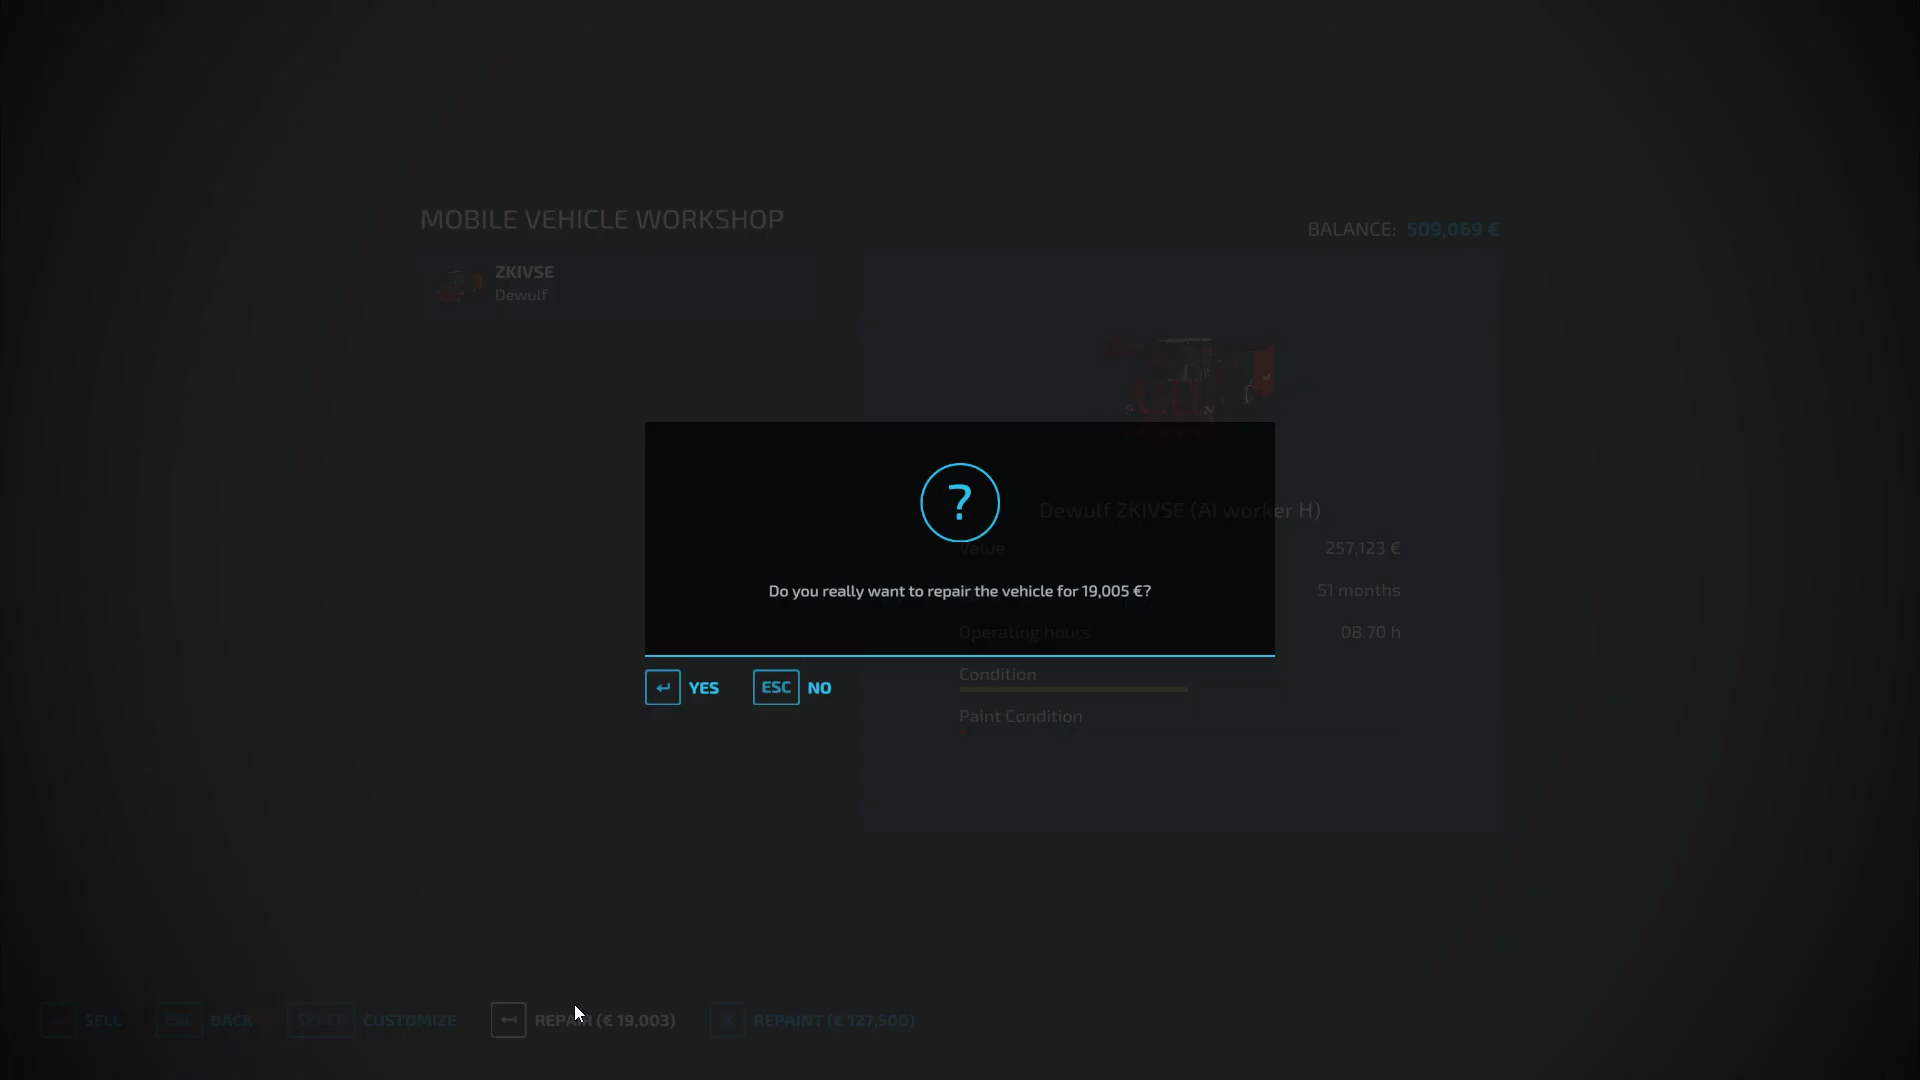 MOBILE VEHICLE WORKSHOP
BALANCE: 509,069 €
ZKIVSE
Dewulf
Dewulf ZKIVSE (AI worker H)
Value 257,123 €
51 months
Do you really want to repair the vehicle for 19,005 €?
Operating hours 08.70 h
Condition
YES ESC NO
Paint Condition
SELL ESC BACK SPACE CUSTOMIZE REPAIR (€ 19,003) X REPAINT (€ 127,500)